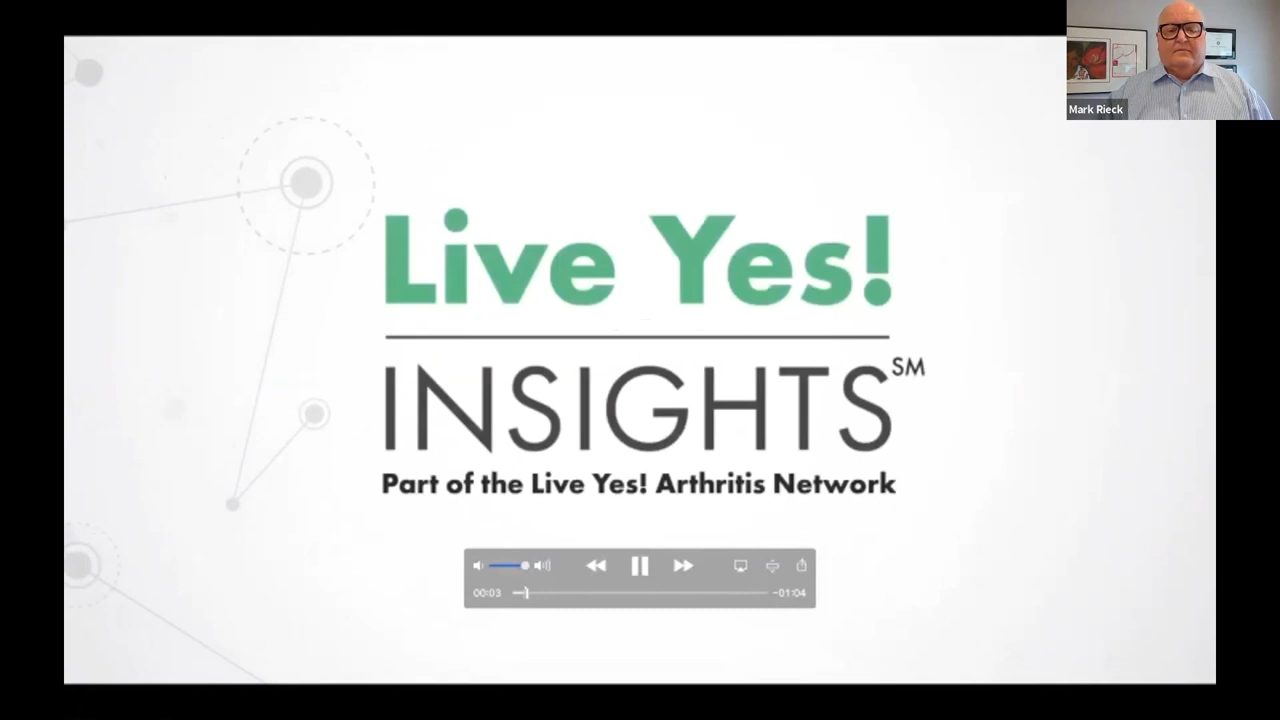 Mark Rieck
Live Yes!
INSIGHTS℠
Part of the Live Yes! Arthritis Network
00:03
-01:04